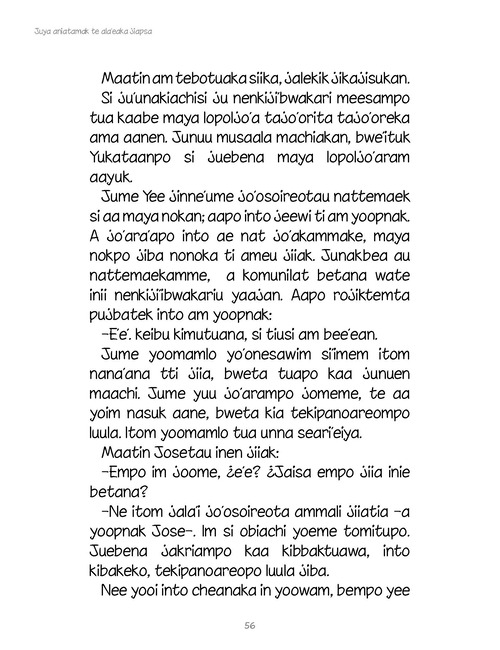 Juya aniatamak te ala'eaka jiapsa
Maatin am tebotuaka siika, jalekik jikajisukan.
Si ju'unakiachisi ju nenkiji'ibwakari meesampo
tua kaabe maya lopoljo'a tajo'orita tajo'oreka
ama aanen. Junuu musaala machiakan, bwe'ituk
Yukataanpo si juebena maya lopoljo'aram
aayuk.
Jume Yee jinne'ume jo'osoireotau nattemaek
si aa maya nokan; aapo into jeewi ti am yoopnak.
A jo'ara'apo into ae nat jo'akammake, maya
nokpo jiba nonoka ti ameu jiiak. Junakbea au
nattemaekamme, a komunilat betana wate
inii nenkiji'ibwakariu yaajan. Aapo rojiktemta
pujbatek into am yoopnak:
–E'e'. keibu kimutuana, si tiusi am bee'ean.
Jume yoomamlo yo'onesawim si'imem itom
nana'ana tti jiia, bweta tuapo kaa junuen
maachi. Jume yuu jo'arampo jomeme, te aa
yoim nasuk aane, bweta kia tekipanoareompo
luula. Itom yoomamlo tua unna seari'eiya.
Maatin Josetau inen jiiak:
–Empo im joome, ¿e'e? ¿Jaisa empo jiia inie
betana?
–Ne itom jala'i jo'osoireota ammali jiiatia –a
yoopnak Jose–. Im si obiachi yoeme tomitupo.
Juebena jakriampo kaa kibbaktuawa, into
kibakeko, tekipanoareopo luula jiba.
Nee yooi into cheanaka in yoowam, bempo yee
56